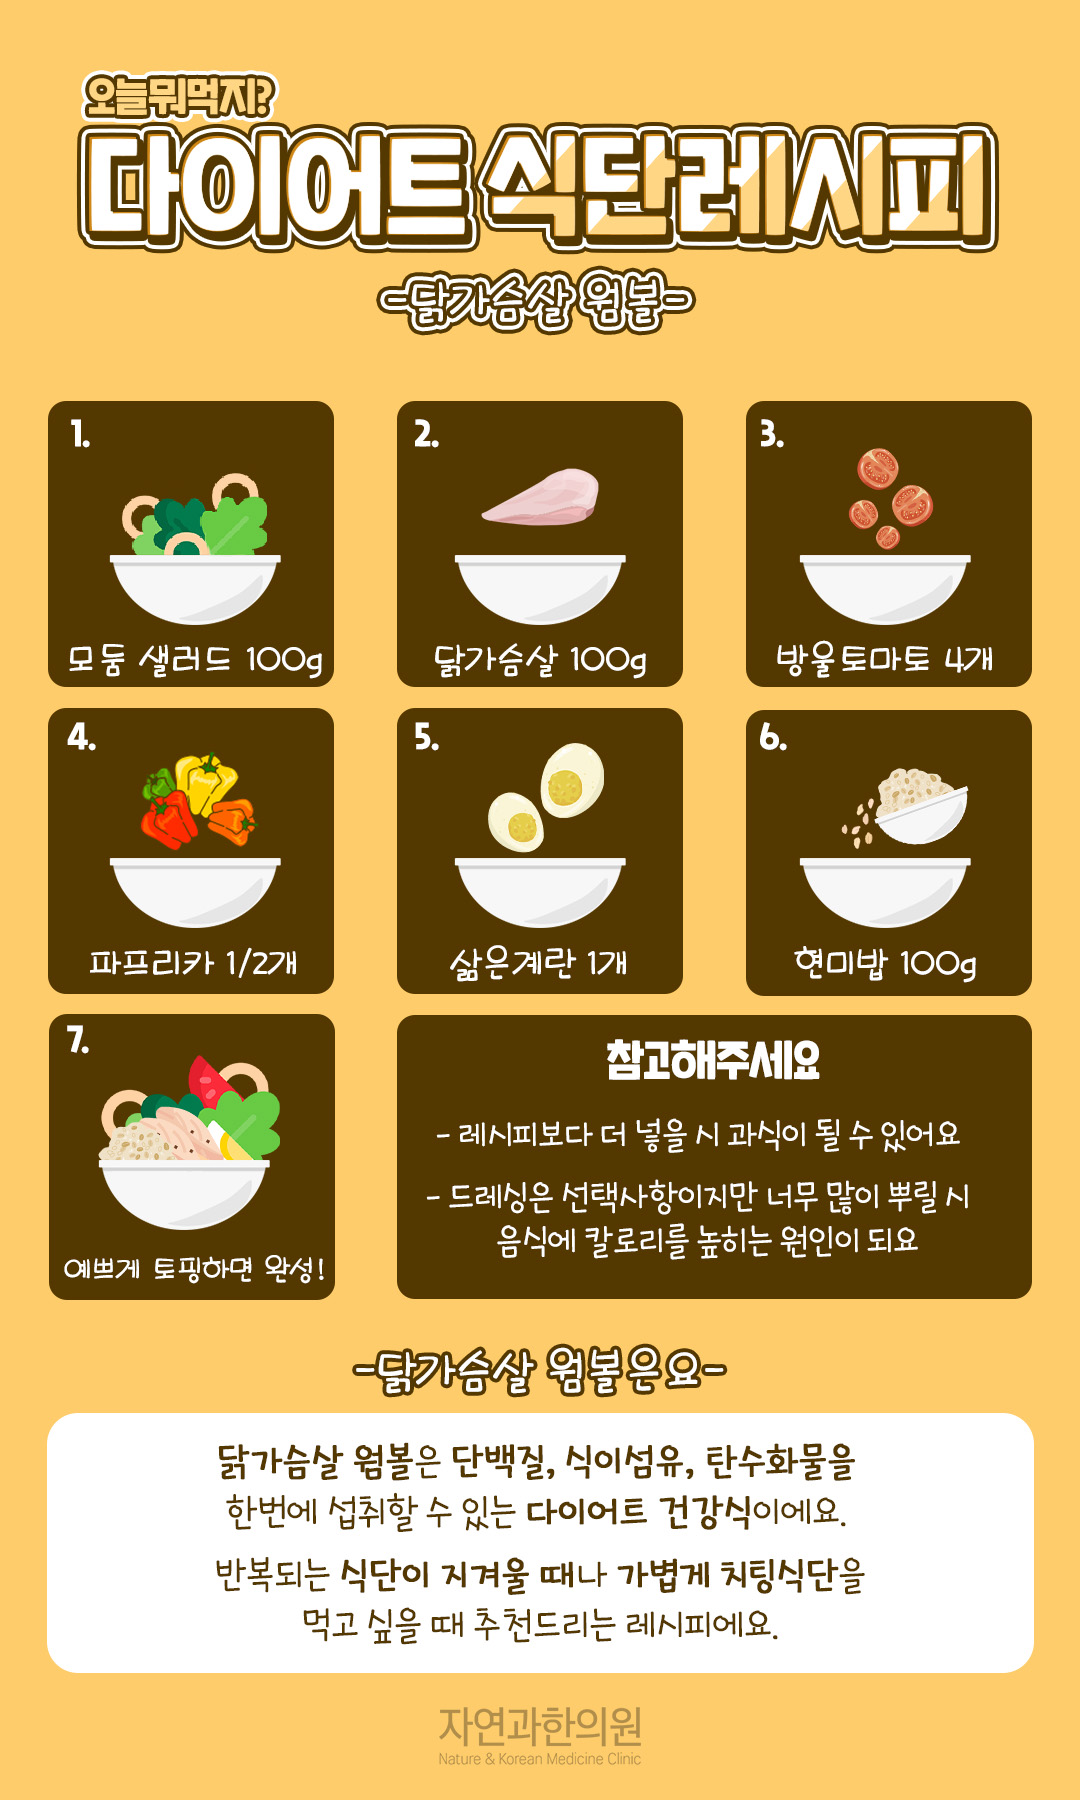 오늘뭐먹지?
다이어트 식단레시피
-닭가슴살 웜볼-
1.
모둠 샐러드 100g
2.
닭가슴살 100g
3.
방울토마토 4개
4.
파프리카 1/2개
5.
삶은계란 1개
6.
현미밥 100g
7.
예쁘게 토핑하면 완성!
참고해주세요
- 레시피보다 더 넣을 시 과식이 될 수 있어요
- 드레싱은 선택사항이지만 너무 많이 뿌릴 시
음식에 칼로리를 높히는 원인이 되요
-닭가슴살 웜볼은요-
닭가슴살 웜볼은 단백질, 식이섬유, 탄수화물을
한번에 섭취할 수 있는 다이어트 건강식이에요.
반복되는 식단이 지겨울 때나 가볍게 치팅식단을
먹고 싶을 때 추천드리는 레시피에요.
자연과한의원
Nature & Korean Medicine Clinic